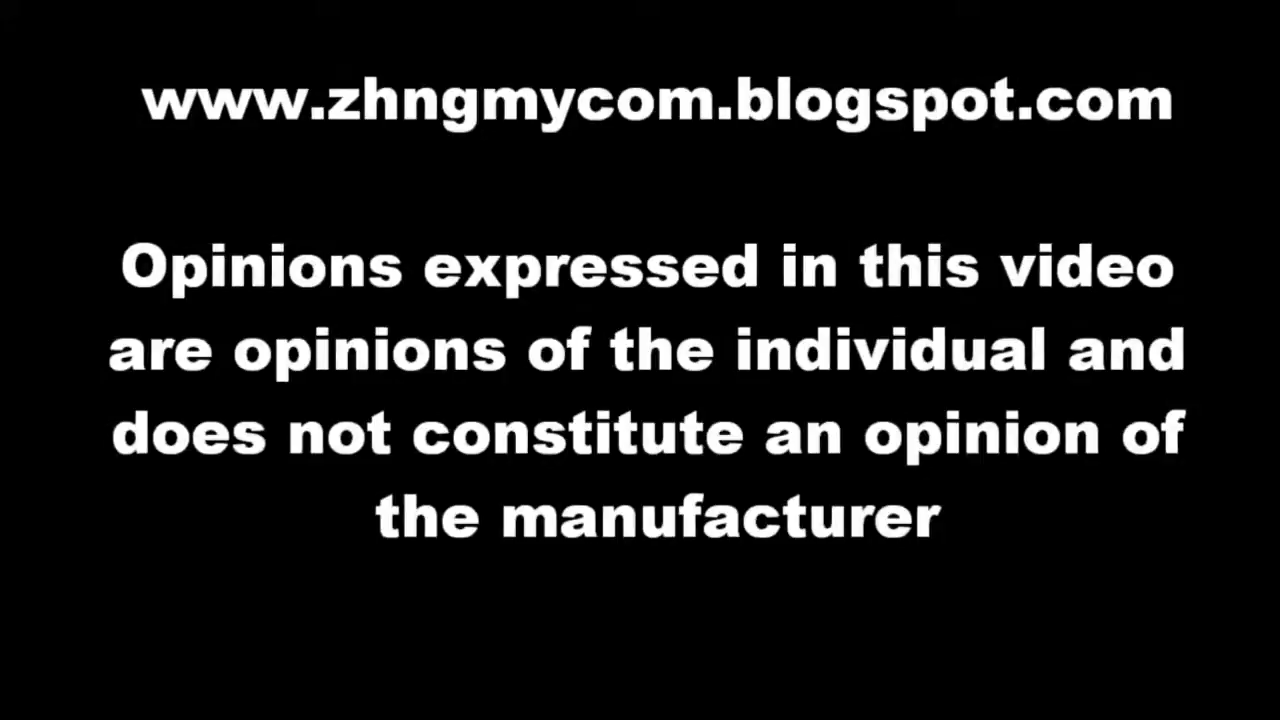 www.zhngmycom.blogspot.com
Opinions expressed in this video
are opinions of the individual and
does not constitute an opinion of
the manufacturer